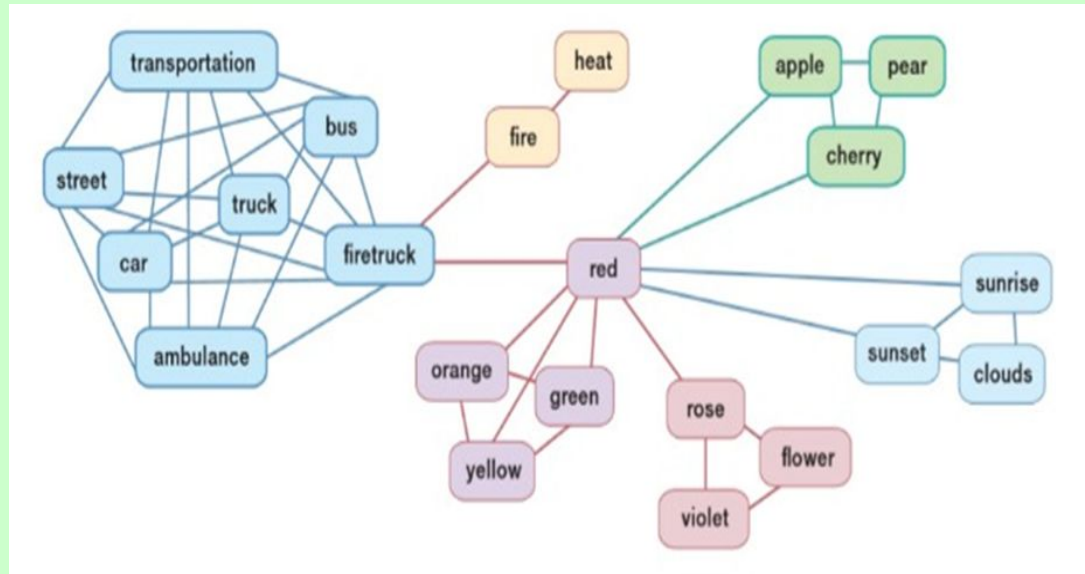 transportation
heat
apple
pear
bus
fire
cherry
street
truck
car
firetruck
red
sunrise
ambulance
orange
green
sunset
clouds
rose
yellow
flower
violet